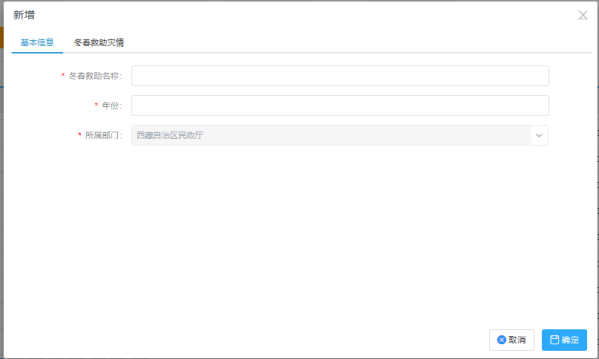 新增
基本信息 冬春救助灾情
* 冬春救助名称:
* 年份:
* 所属部门: 西藏自治区民政厅
取消 确定